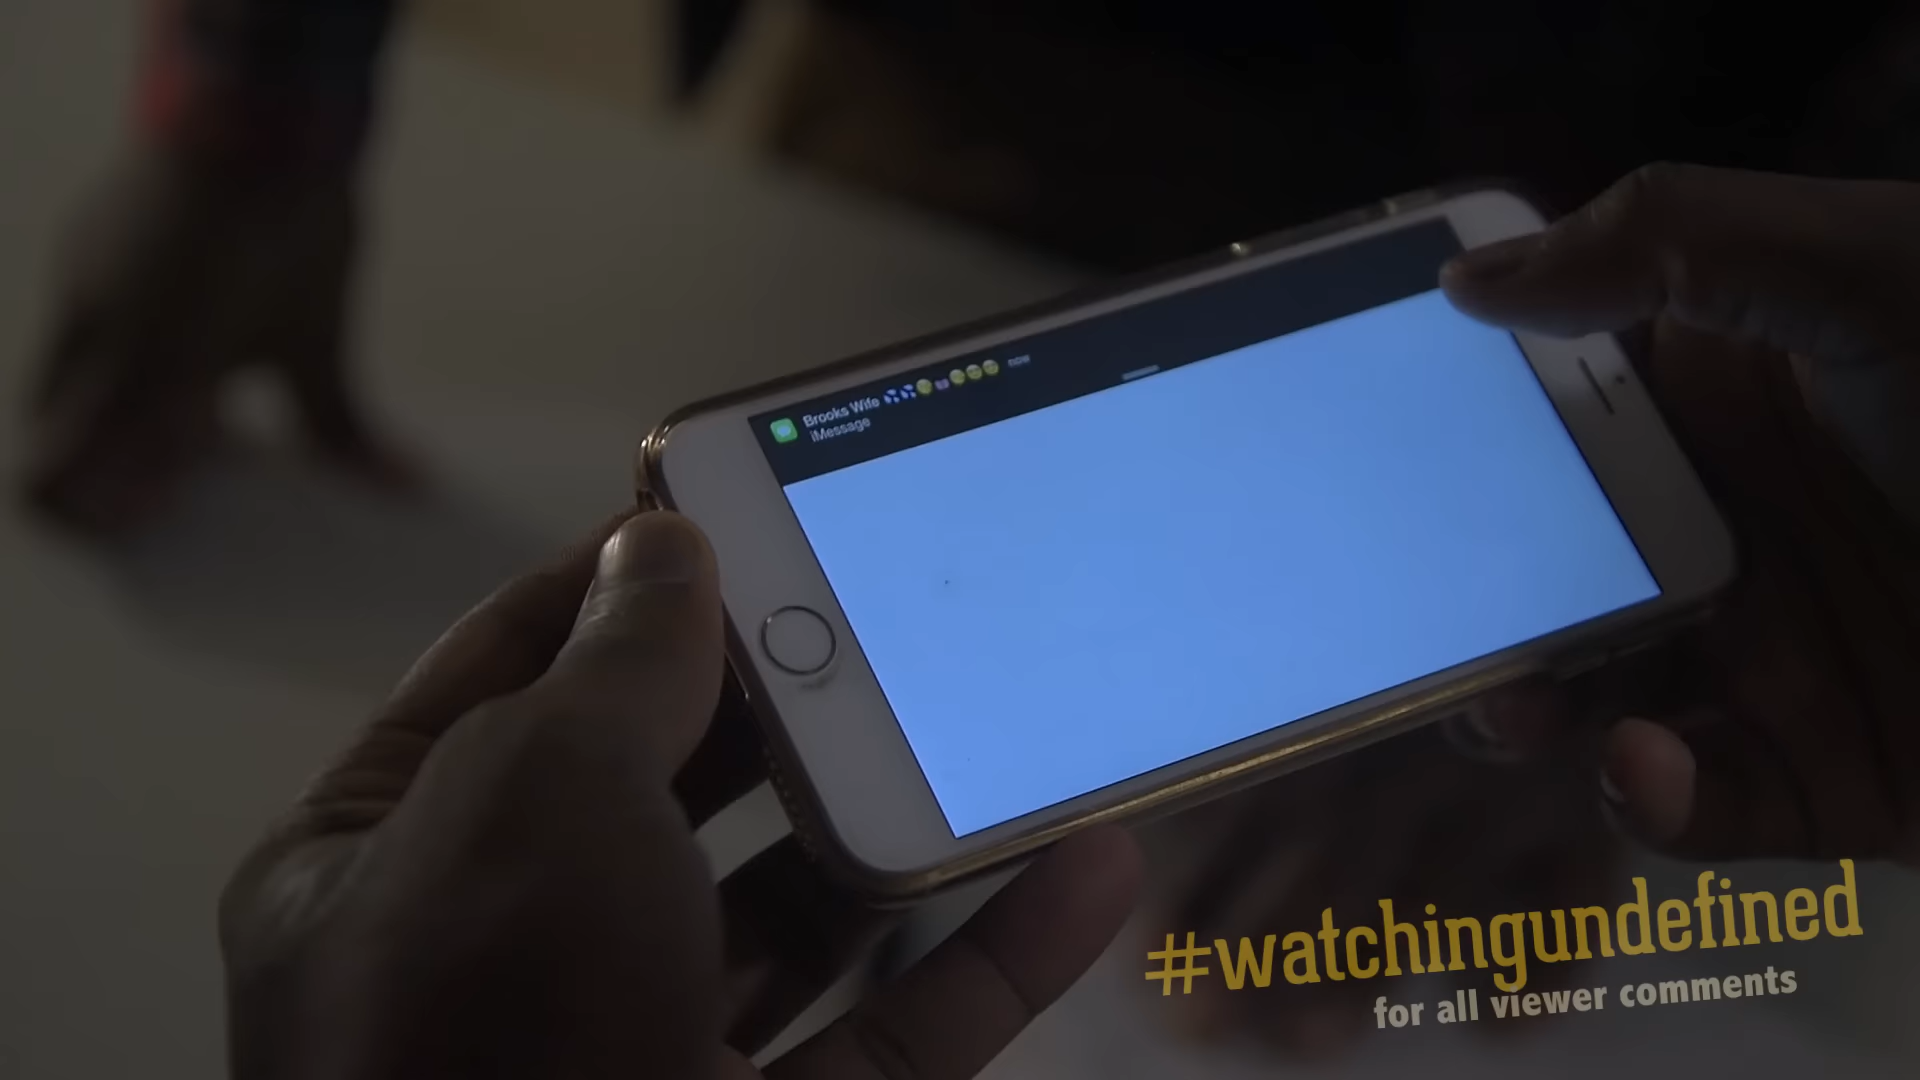 Brooks Wife 💦💦 now
iMessage
#watchingundefined
for all viewer comments